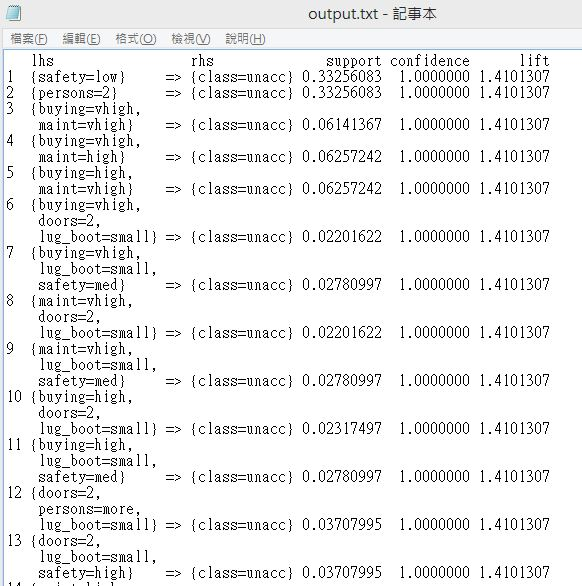 output.txt - 記事本
檔案(F) 編輯(E) 格式(O) 檢視(V) 說明(H)
lhs rhs support confidence lift
1 {safety=low} => {class=unacc} 0.33256083 1.0000000 1.4101307
2 {persons=2} => {class=unacc} 0.33256083 1.0000000 1.4101307
3 {buying=vhigh,
maint=vhigh} => {class=unacc} 0.06141367 1.0000000 1.4101307
4 {buying=vhigh,
maint=high} => {class=unacc} 0.06257242 1.0000000 1.4101307
5 {buying=high,
maint=vhigh} => {class=unacc} 0.06257242 1.0000000 1.4101307
6 {buying=vhigh,
doors=2,
lug_boot=small} => {class=unacc} 0.02201622 1.0000000 1.4101307
7 {buying=vhigh,
lug_boot=small,
safety=med} => {class=unacc} 0.02780997 1.0000000 1.4101307
8 {maint=vhigh,
doors=2,
lug_boot=small} => {class=unacc} 0.02201622 1.0000000 1.4101307
9 {maint=vhigh,
lug_boot=small,
safety=med} => {class=unacc} 0.02780997 1.0000000 1.4101307
10 {buying=high,
doors=2,
lug_boot=small} => {class=unacc} 0.02317497 1.0000000 1.4101307
11 {buying=high,
lug_boot=small,
safety=med} => {class=unacc} 0.02780997 1.0000000 1.4101307
12 {doors=2,
persons=more,
lug_boot=small} => {class=unacc} 0.03707995 1.0000000 1.4101307
13 {doors=2,
lug_boot=small,
safety=high} => {class=unacc} 0.03707995 1.0000000 1.4101307